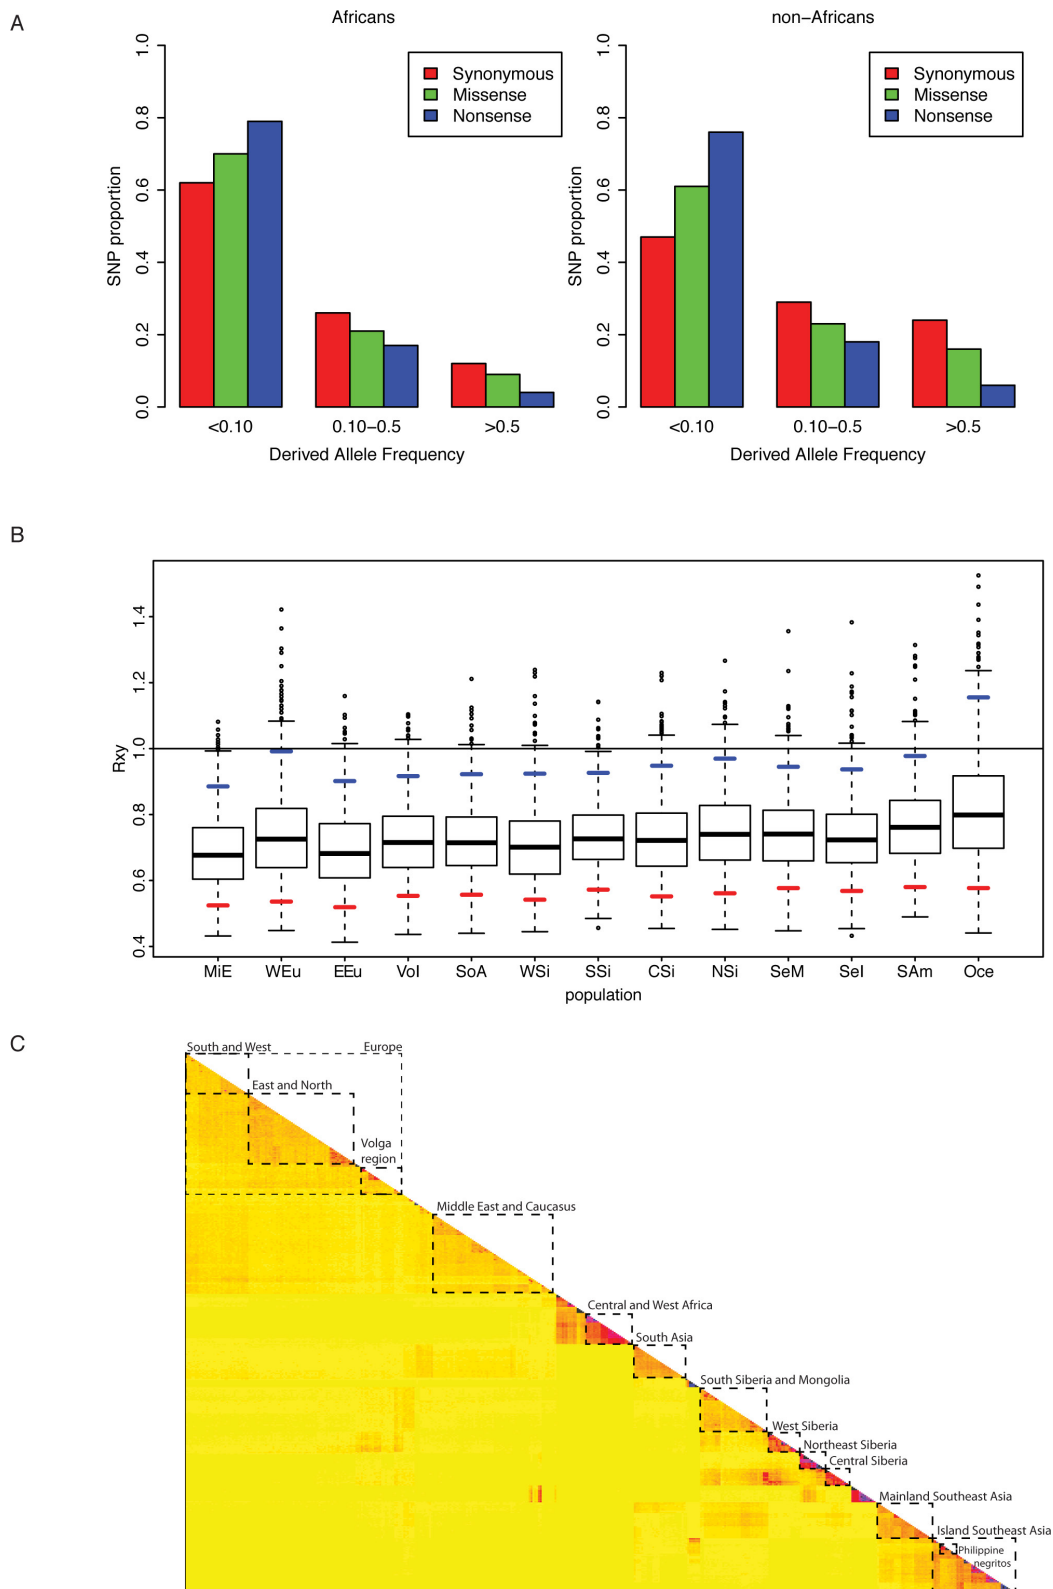 A
Africans
non−Africans
SNP proportion
0.0
0.2
0.4
0.6
0.8
1.0
Synonymous
Missense
Nonsense
<0.10
0.10−0.5
>0.5
Derived Allele Frequency
SNP proportion
0.0
0.2
0.4
0.6
0.8
1.0
Synonymous
Missense
Nonsense
<0.10
0.10−0.5
>0.5
Derived Allele Frequency
B
Rxy
0.4
0.6
0.8
1.0
1.2
1.4
MiE WEu EEu Vol SoA WSi SSi CSi NSi SeM SeI SAm Oce
population
C
South and West
Europe
East and North
Volga
region
Middle East and Caucasus
Central and West Africa
South Asia
South Siberia and Mongolia
West Siberia
Northeast Siberia
Central Siberia
Mainland Southeast Asia
Island Southeast Asia
Philippine
negritos